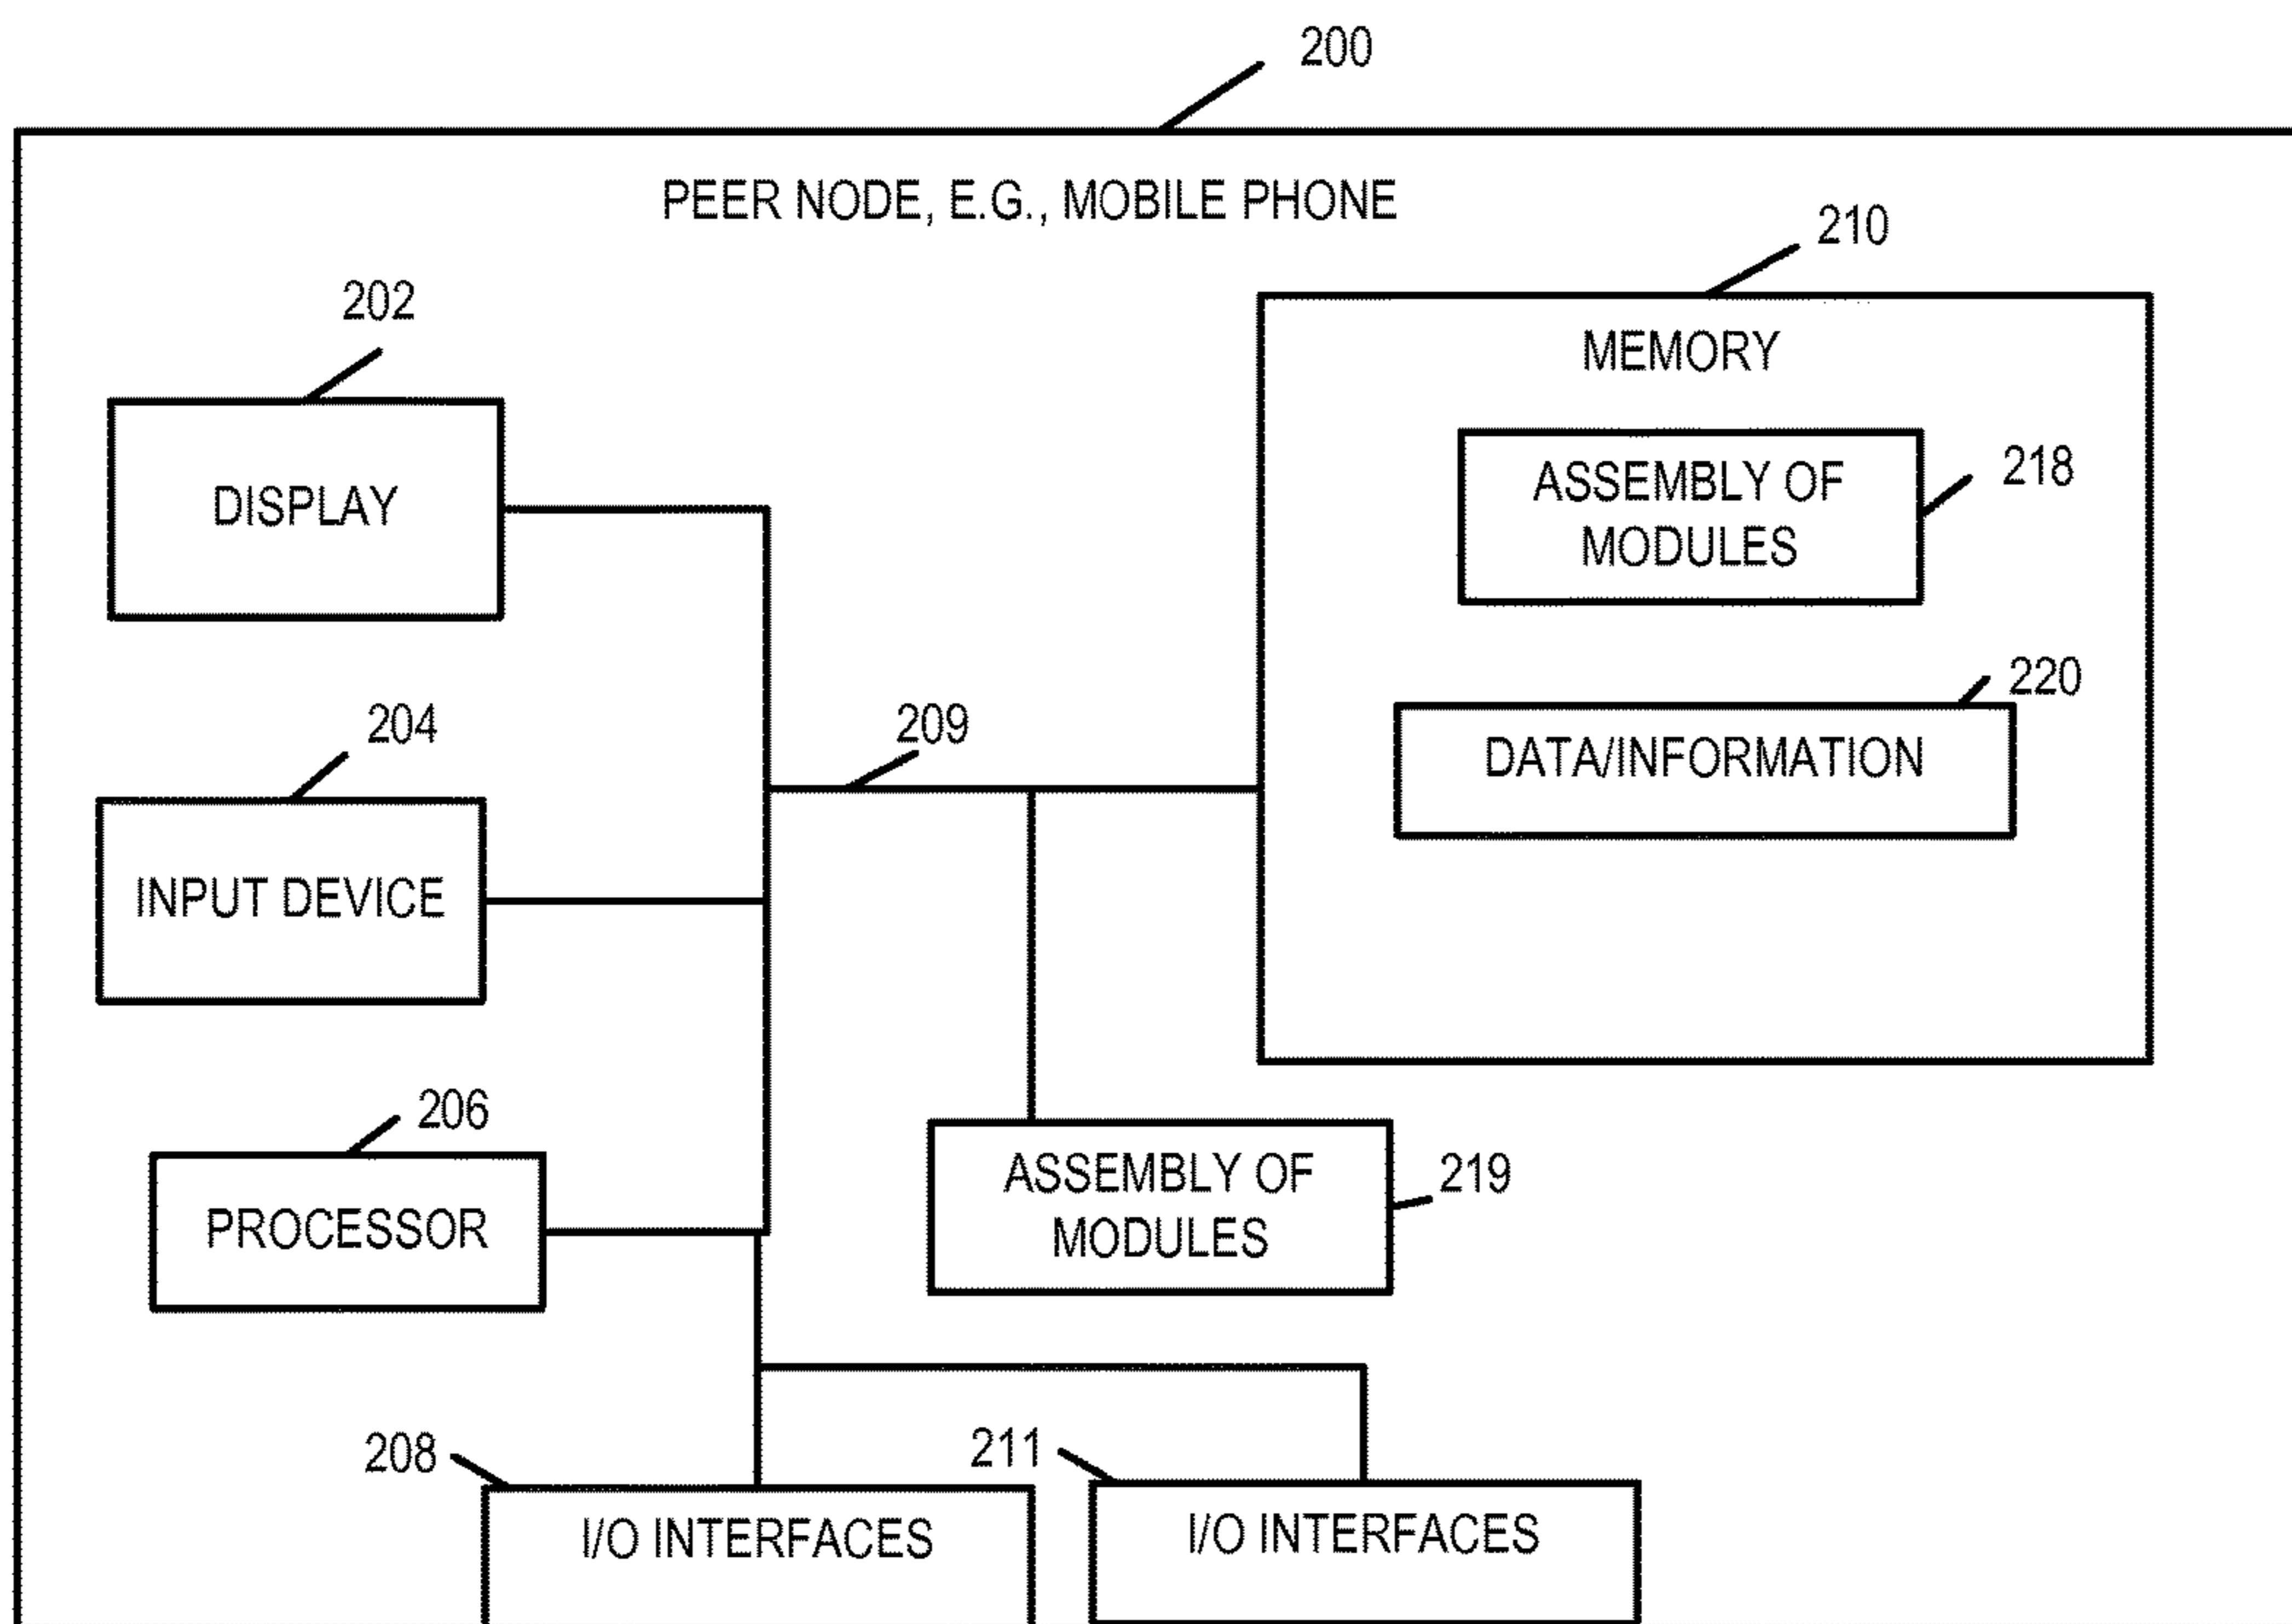 200
PEER NODE, E.G., MOBILE PHONE
210
202
MEMORY
DISPLAY
ASSEMBLY OF
MODULES
218
220
204
209
DATA/INFORMATION
INPUT DEVICE
206
PROCESSOR
ASSEMBLY OF
MODULES
219
208
211
I/O INTERFACES
I/O INTERFACES